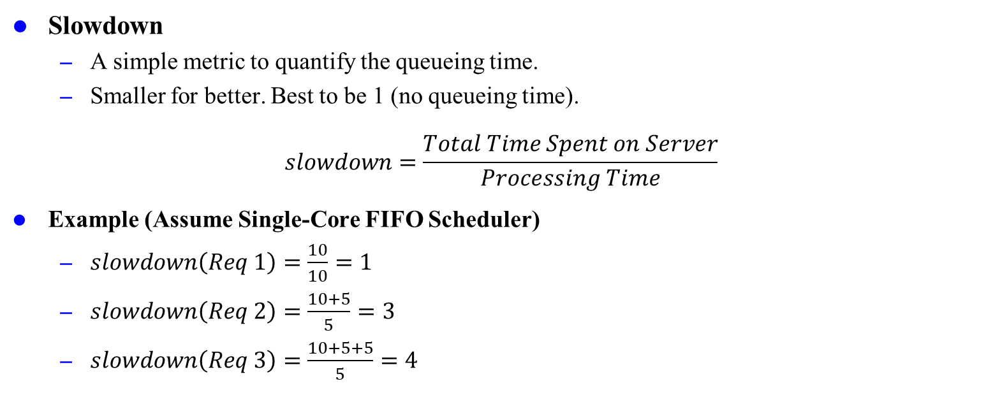 ● Slowdown
– A simple metric to quantify the queueing time.
– Smaller for better. Best to be 1 (no queueing time).
slowdown = \frac{Total Time Spent on Server}{Processing Time}
● Example (Assume Single-Core FIFO Scheduler)
– slowdown(Req 1) = \frac{10}{10} = 1
– slowdown(Req 2) = \frac{10+5}{5} = 3
– slowdown(Req 3) = \frac{10+5+5}{5} = 4